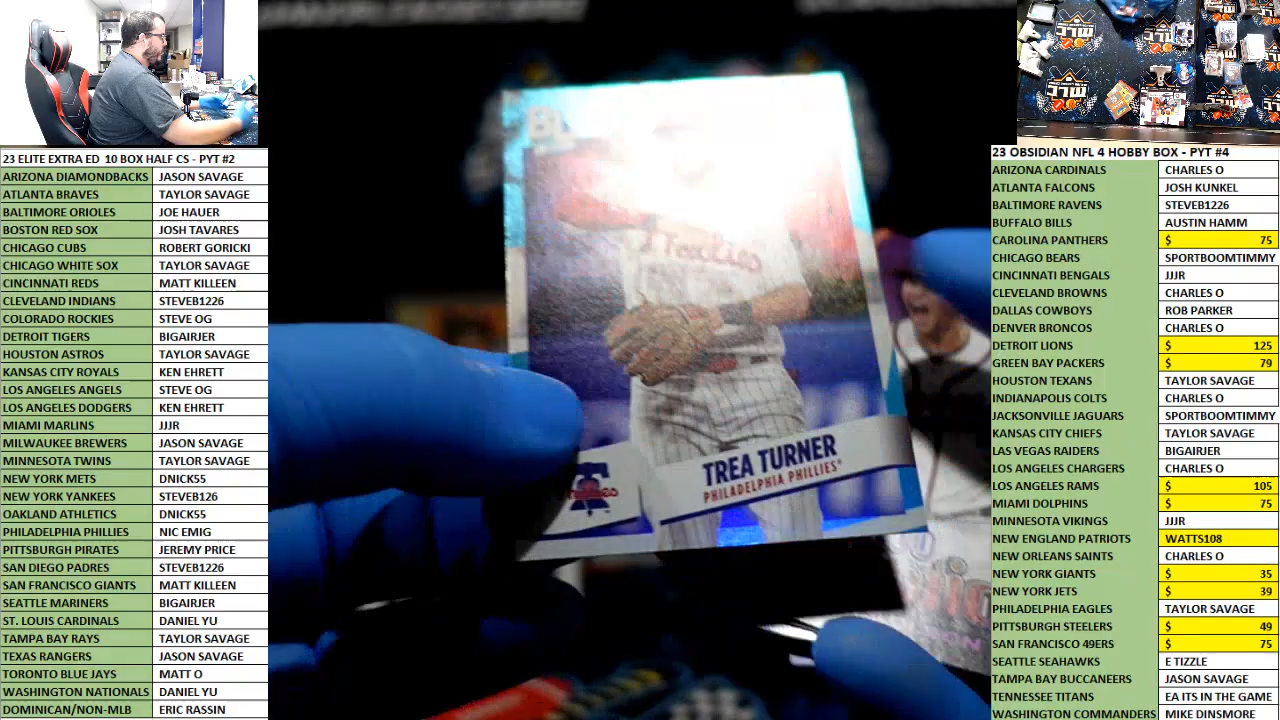 23 ELITE EXTRA ED 10 BOX HALF CS - PYT #2
ARIZONA DIAMONDBACKS JASON SAVAGE
ATLANTA BRAVES TAYLOR SAVAGE
BALTIMORE ORIOLES JOE HAUER
BOSTON RED SOX JOSH TAVARES
CHICAGO CUBS ROBERT GORICKI
CHICAGO WHITE SOX TAYLOR SAVAGE
CINCINNATI REDS MATT KILLEEN
CLEVELAND INDIANS STEVEB1226
COLORADO ROCKIES STEVE OG
DETROIT TIGERS BIGAIRJER
HOUSTON ASTROS TAYLOR SAVAGE
KANSAS CITY ROYALS KEN EHRETT
LOS ANGELES ANGELS STEVE OG
LOS ANGELES DODGERS KEN EHRETT
MIAMI MARLINS JJJR
MILWAUKEE BREWERS JASON SAVAGE
MINNESOTA TWINS TAYLOR SAVAGE
NEW YORK METS DNICK55
NEW YORK YANKEES STEVEB126
OAKLAND ATHLETICS DNICK55
PHILADELPHIA PHILLIES NIC EMIG
PITTSBURGH PIRATES JEREMY PRICE
SAN DIEGO PADRES STEVEB1226
SAN FRANCISCO GIANTS MATT KILLEEN
SEATTLE MARINERS BIGAIRJER
ST. LOUIS CARDINALS DANIEL YU
TAMPA BAY RAYS TAYLOR SAVAGE
TEXAS RANGERS JASON SAVAGE
TORONTO BLUE JAYS MATT O
WASHINGTON NATIONALS DANIEL YU
DOMINICAN/NON-MLB ERIC RASSIN
Phillies
TREA TURNER
PHILADELPHIA PHILLIES
23 OBSIDIAN NFL 4 HOBBY BOX - PYT #4
ARIZONA CARDINALS CHARLES O
ATLANTA FALCONS JOSH KUNKEL
BALTIMORE RAVENS STEVEB1226
BUFFALO BILLS AUSTIN HAMM
CAROLINA PANTHERS $ 75
CHICAGO BEARS SPORTBOOMTIMMY
CINCINNATI BENGALS JJJR
CLEVELAND BROWNS CHARLES O
DALLAS COWBOYS ROB PARKER
DENVER BRONCOS CHARLES O
DETROIT LIONS $ 125
GREEN BAY PACKERS $ 79
HOUSTON TEXANS TAYLOR SAVAGE
INDIANAPOLIS COLTS CHARLES O
JACKSONVILLE JAGUARS SPORTBOOMTIMMY
KANSAS CITY CHIEFS TAYLOR SAVAGE
LAS VEGAS RAIDERS BIGAIRJER
LOS ANGELES CHARGERS CHARLES O
LOS ANGELES RAMS $ 105
MIAMI DOLPHINS $ 75
MINNESOTA VIKINGS JJJR
NEW ENGLAND PATRIOTS WATTS108
NEW ORLEANS SAINTS CHARLES O
NEW YORK GIANTS $ 35
NEW YORK JETS $ 39
PHILADELPHIA EAGLES TAYLOR SAVAGE
PITTSBURGH STEELERS $ 49
SAN FRANCISCO 49ERS $ 75
SEATTLE SEAHAWKS E TIZZLE
TAMPA BAY BUCCANEERS JASON SAVAGE
TENNESSEE TITANS EA ITS IN THE GAME
WASHINGTON COMMANDERS MIKE DINSMORE